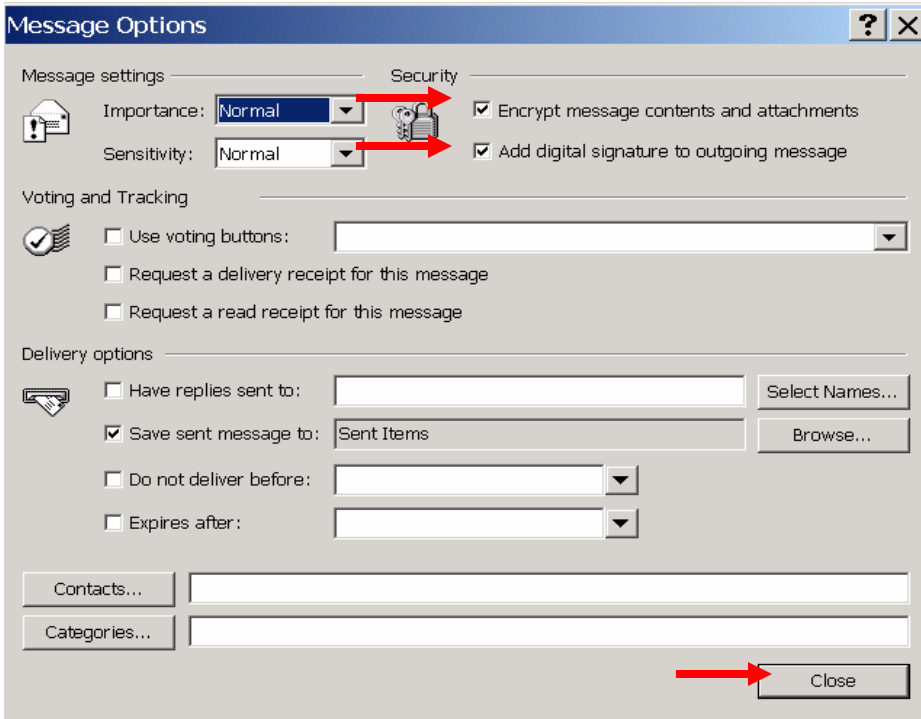 Message Options
Message settings Security
Importance: Normal Encrypt message contents and attachments
Sensitivity: Normal Add digital signature to outgoing message
Voting and Tracking
Use voting buttons:
Request a delivery receipt for this message
Request a read receipt for this message
Delivery options
Have replies sent to: Select Names...
Save sent message to: Sent Items Browse...
Do not deliver before:
Expires after:
Contacts...
Categories...
Close